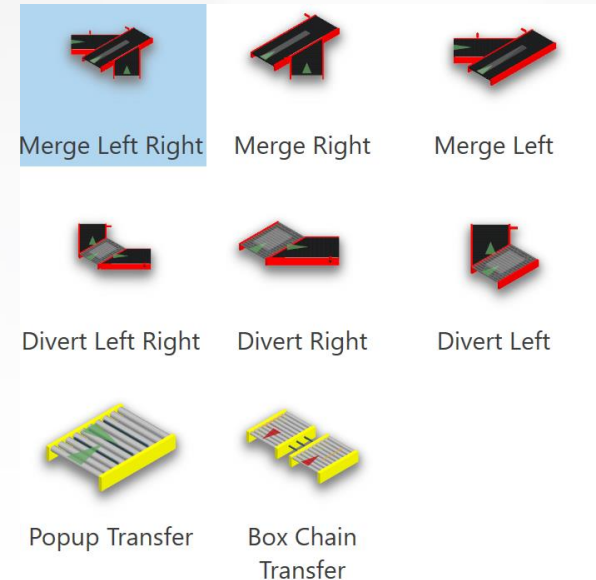 Merge Left Right
Merge Right
Merge Left
Divert Left Right
Divert Right
Divert Left
Popup Transfer
Box Chain
Transfer